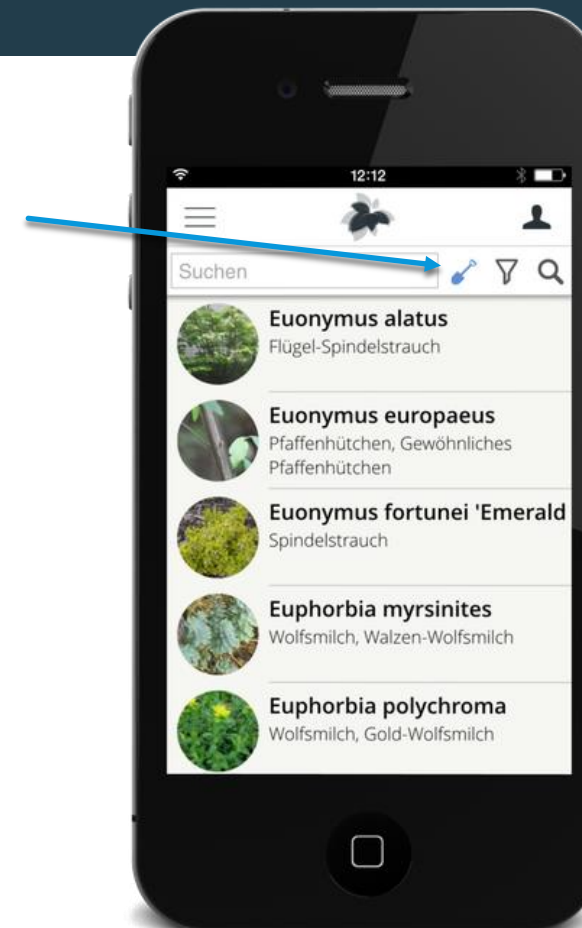 12:12
Suchen
Euonymus alatus
Flügel-Spindelstrauch
Euonymus europaeus
Pfaffenhütchen, Gewöhnliches
Pfaffenhütchen
Euonymus fortunei 'Emerald
Spindelstrauch
Euphorbia myrsinites
Wolfsmilch, Walzen-Wolfsmilch
Euphorbia polychroma
Wolfsmilch, Gold-Wolfsmilch